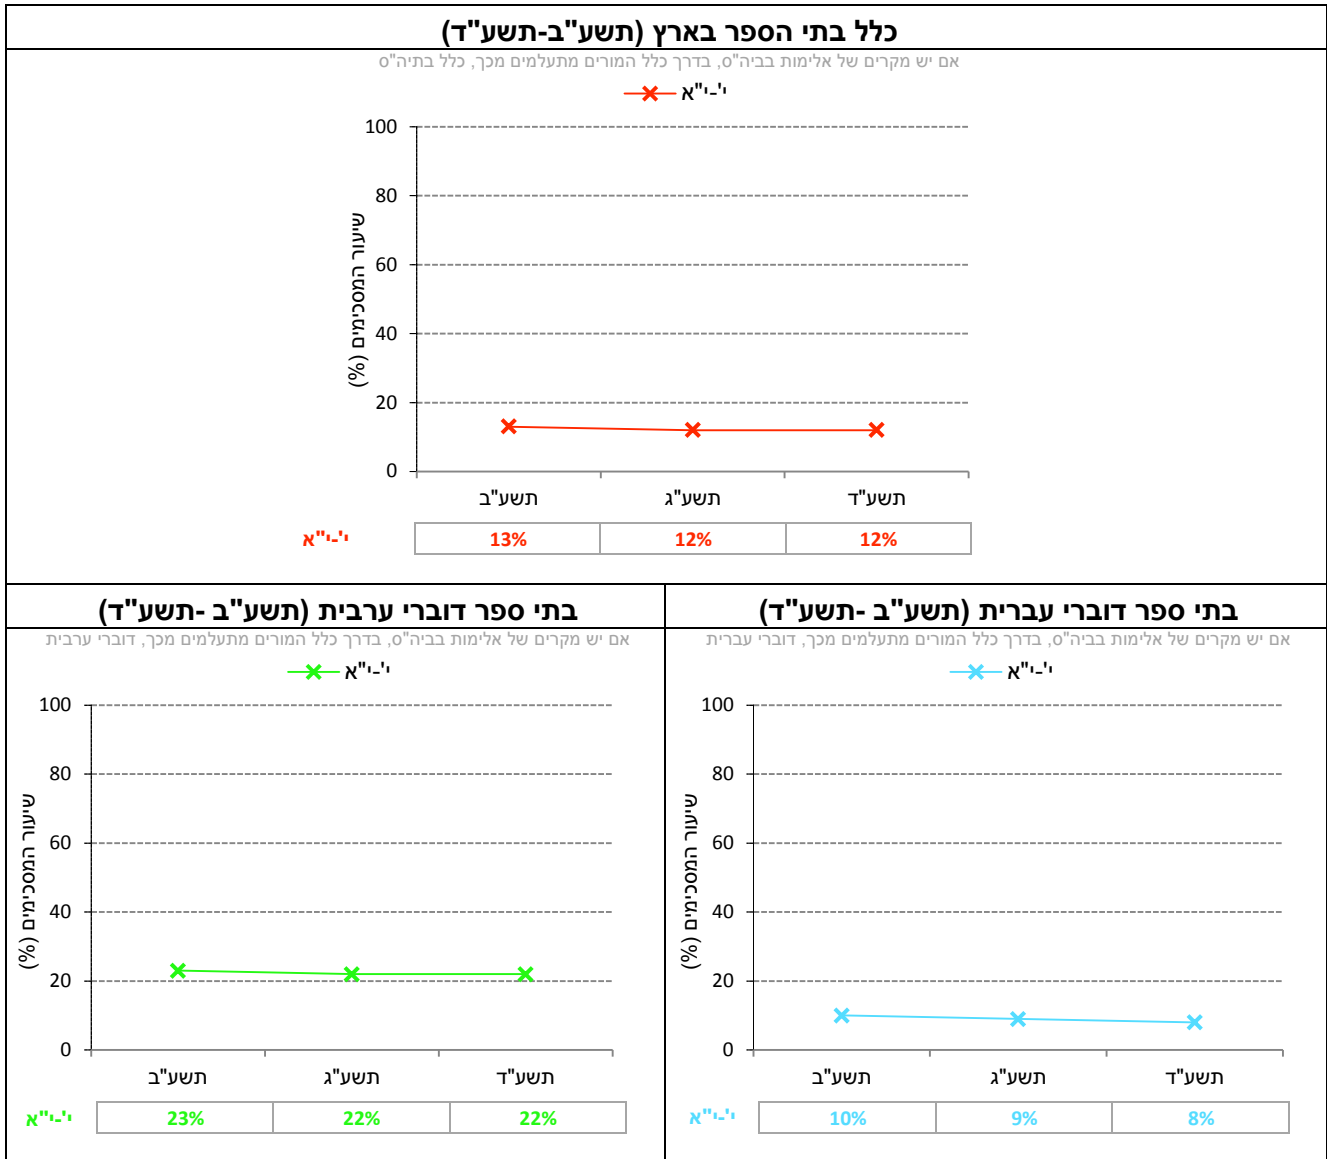 כלל בתי הספר בארץ (תשע"ב-תשע"ד)
אם יש מקרים של אלימות בביה"ס, בדרך כלל המורים מתעלמים מכך, כלל בתיה"ס
י'-י"א
שיעור המסכימים (%)
100
80
60
40
20
0
תשע"ב תשע"ג תשע"ד
י'-י"א 13% 12% 12%
בתי ספר דוברי עברית (תשע"ב -תשע"ד)
אם יש מקרים של אלימות בביה"ס, בדרך כלל המורים מתעלמים מכך, דוברי עברית
י'-י"א
שיעור המסכימים (%)
100
80
60
40
20
0
תשע"ב תשע"ג תשע"ד
י'-י"א 10% 9% 8%
בתי ספר דוברי ערבית (תשע"ב -תשע"ד)
אם יש מקרים של אלימות בביה"ס, בדרך כלל המורים מתעלמים מכך, דוברי ערבית
י'-י"א
שיעור המסכימים (%)
100
80
60
40
20
0
תשע"ב תשע"ג תשע"ד
י'-י"א 23% 22% 22%